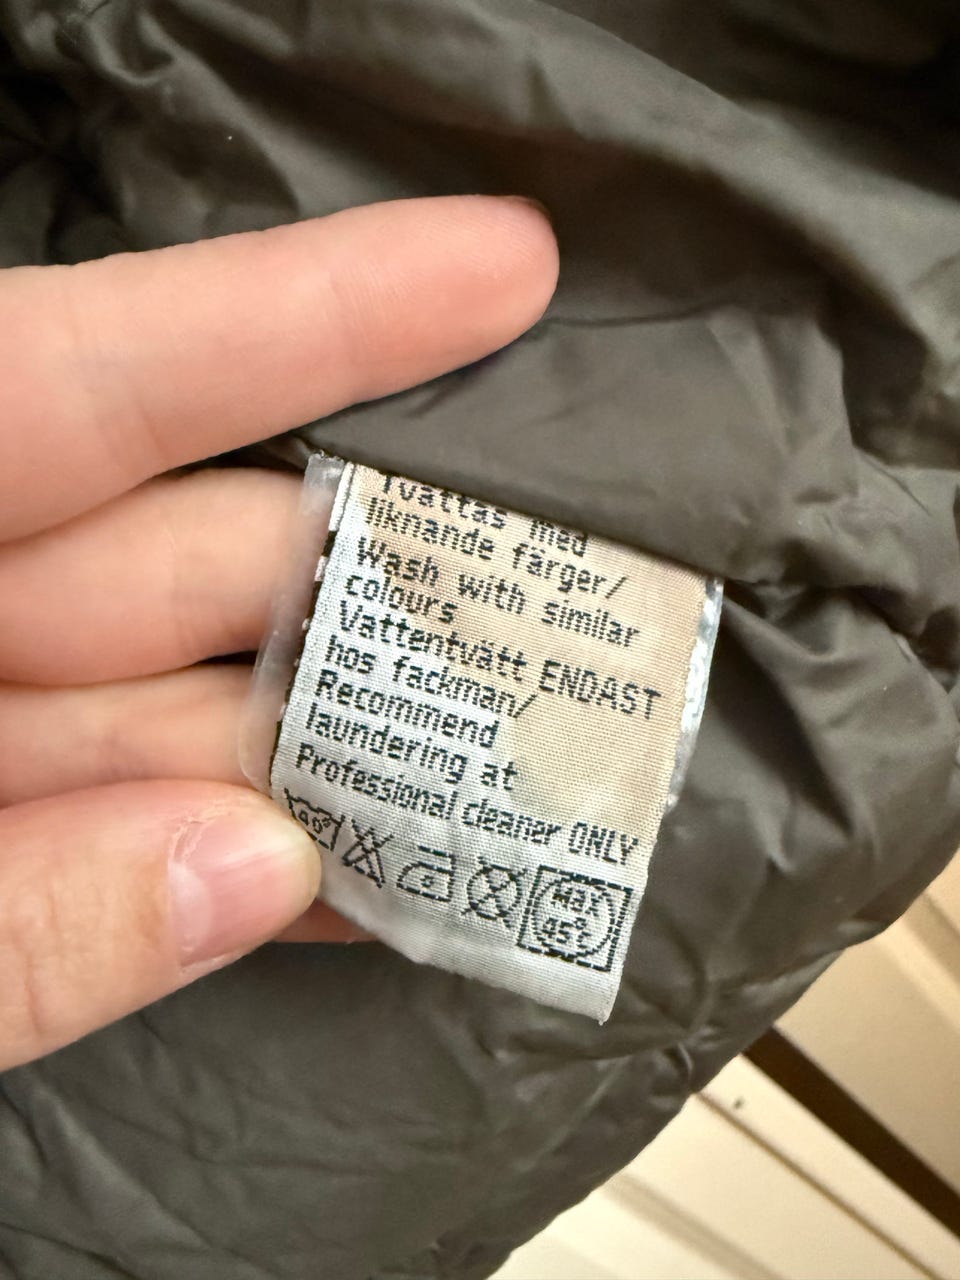 Tvättas med
liknande färger/
Wash with similar
colours
Vattentvätt ENDAST
hos fackman/
Recommend
laundering at
Professional cleaner ONLY
40°
Max
45°C